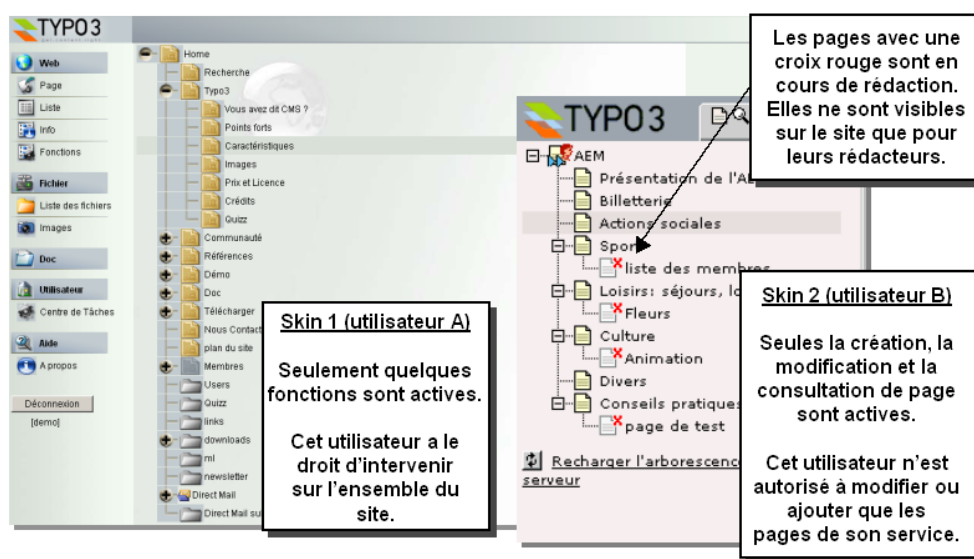 TYPO3
Web
Page
Liste
Info
Fonctions
Fichier
Liste des fichiers
Images
Doc
Utilisateur
Centre de Tâches
Aide
A propos
Déconnexion
[demo]
Home
Recherche
Typo3
Vous avez dit CMS ?
Points forts
Caractéristiques
Images
Prix et Licence
Crédits
Quizz
Communauté
Références
Démo
Doc
Télécharger
Nous Contact
plan du site
Membres
Users
Quizz
links
downloads
ml
newsletter
Direct Mail
Direct Mail su
Skin 1 (utilisateur A)
Seulement quelques
fonctions sont actives.
Cet utilisateur a le
droit d'intervenir
sur l'ensemble du
site.
TYPO3
AEM
Présentation de l'A
Billetterie
Actions sociales
Sport
liste des membres
Loisirs: séjours, lo
Fleurs
Culture
Animation
Divers
Conseils pratiques
page de test
Recharger l'arborescence
serveur
Les pages avec une
croix rouge sont en
cours de rédaction.
Elles ne sont visibles
sur le site que pour
leurs rédacteurs.
Skin 2 (utilisateur B)
Seules la création, la
modification et la
consultation de page
sont actives.
Cet utilisateur n'est
autorisé à modifier ou
ajouter que les
pages de son service.